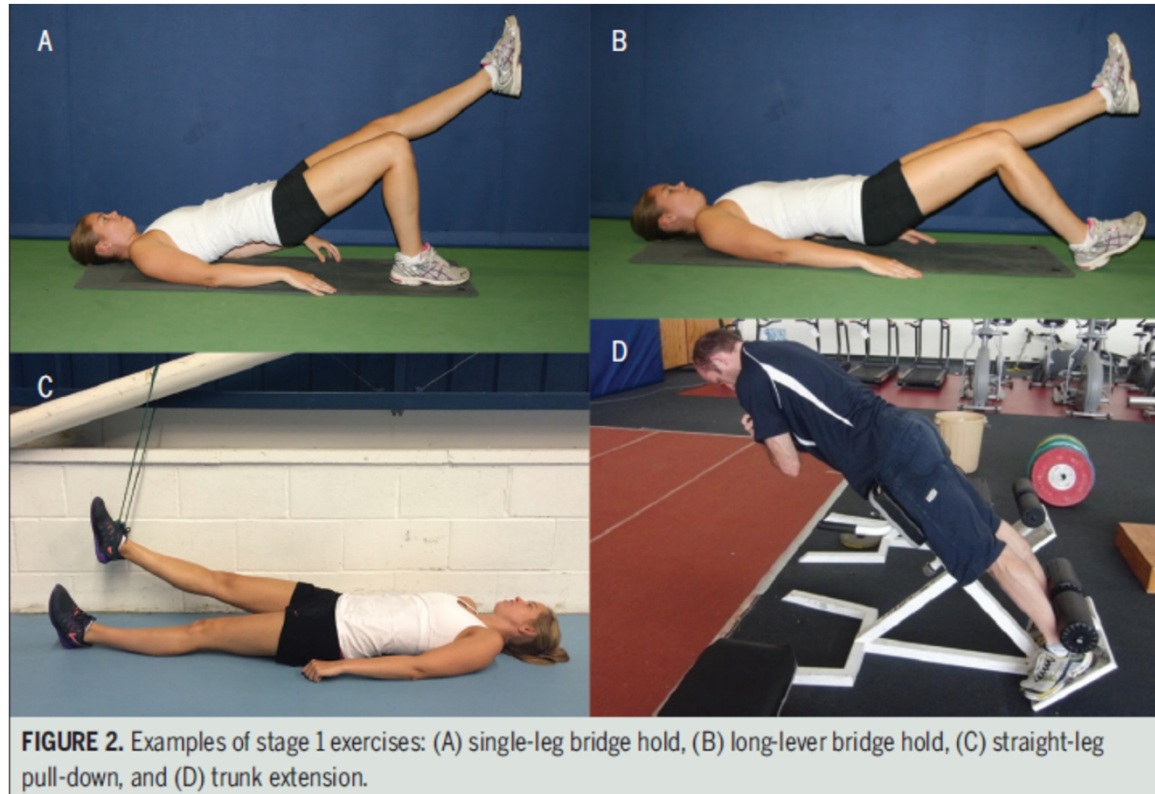 A
B
C
D
FIGURE 2. Examples of stage 1 exercises: (A) single-leg bridge hold, (B) long-lever bridge hold, (C) straight-leg
pull-down, and (D) trunk extension.